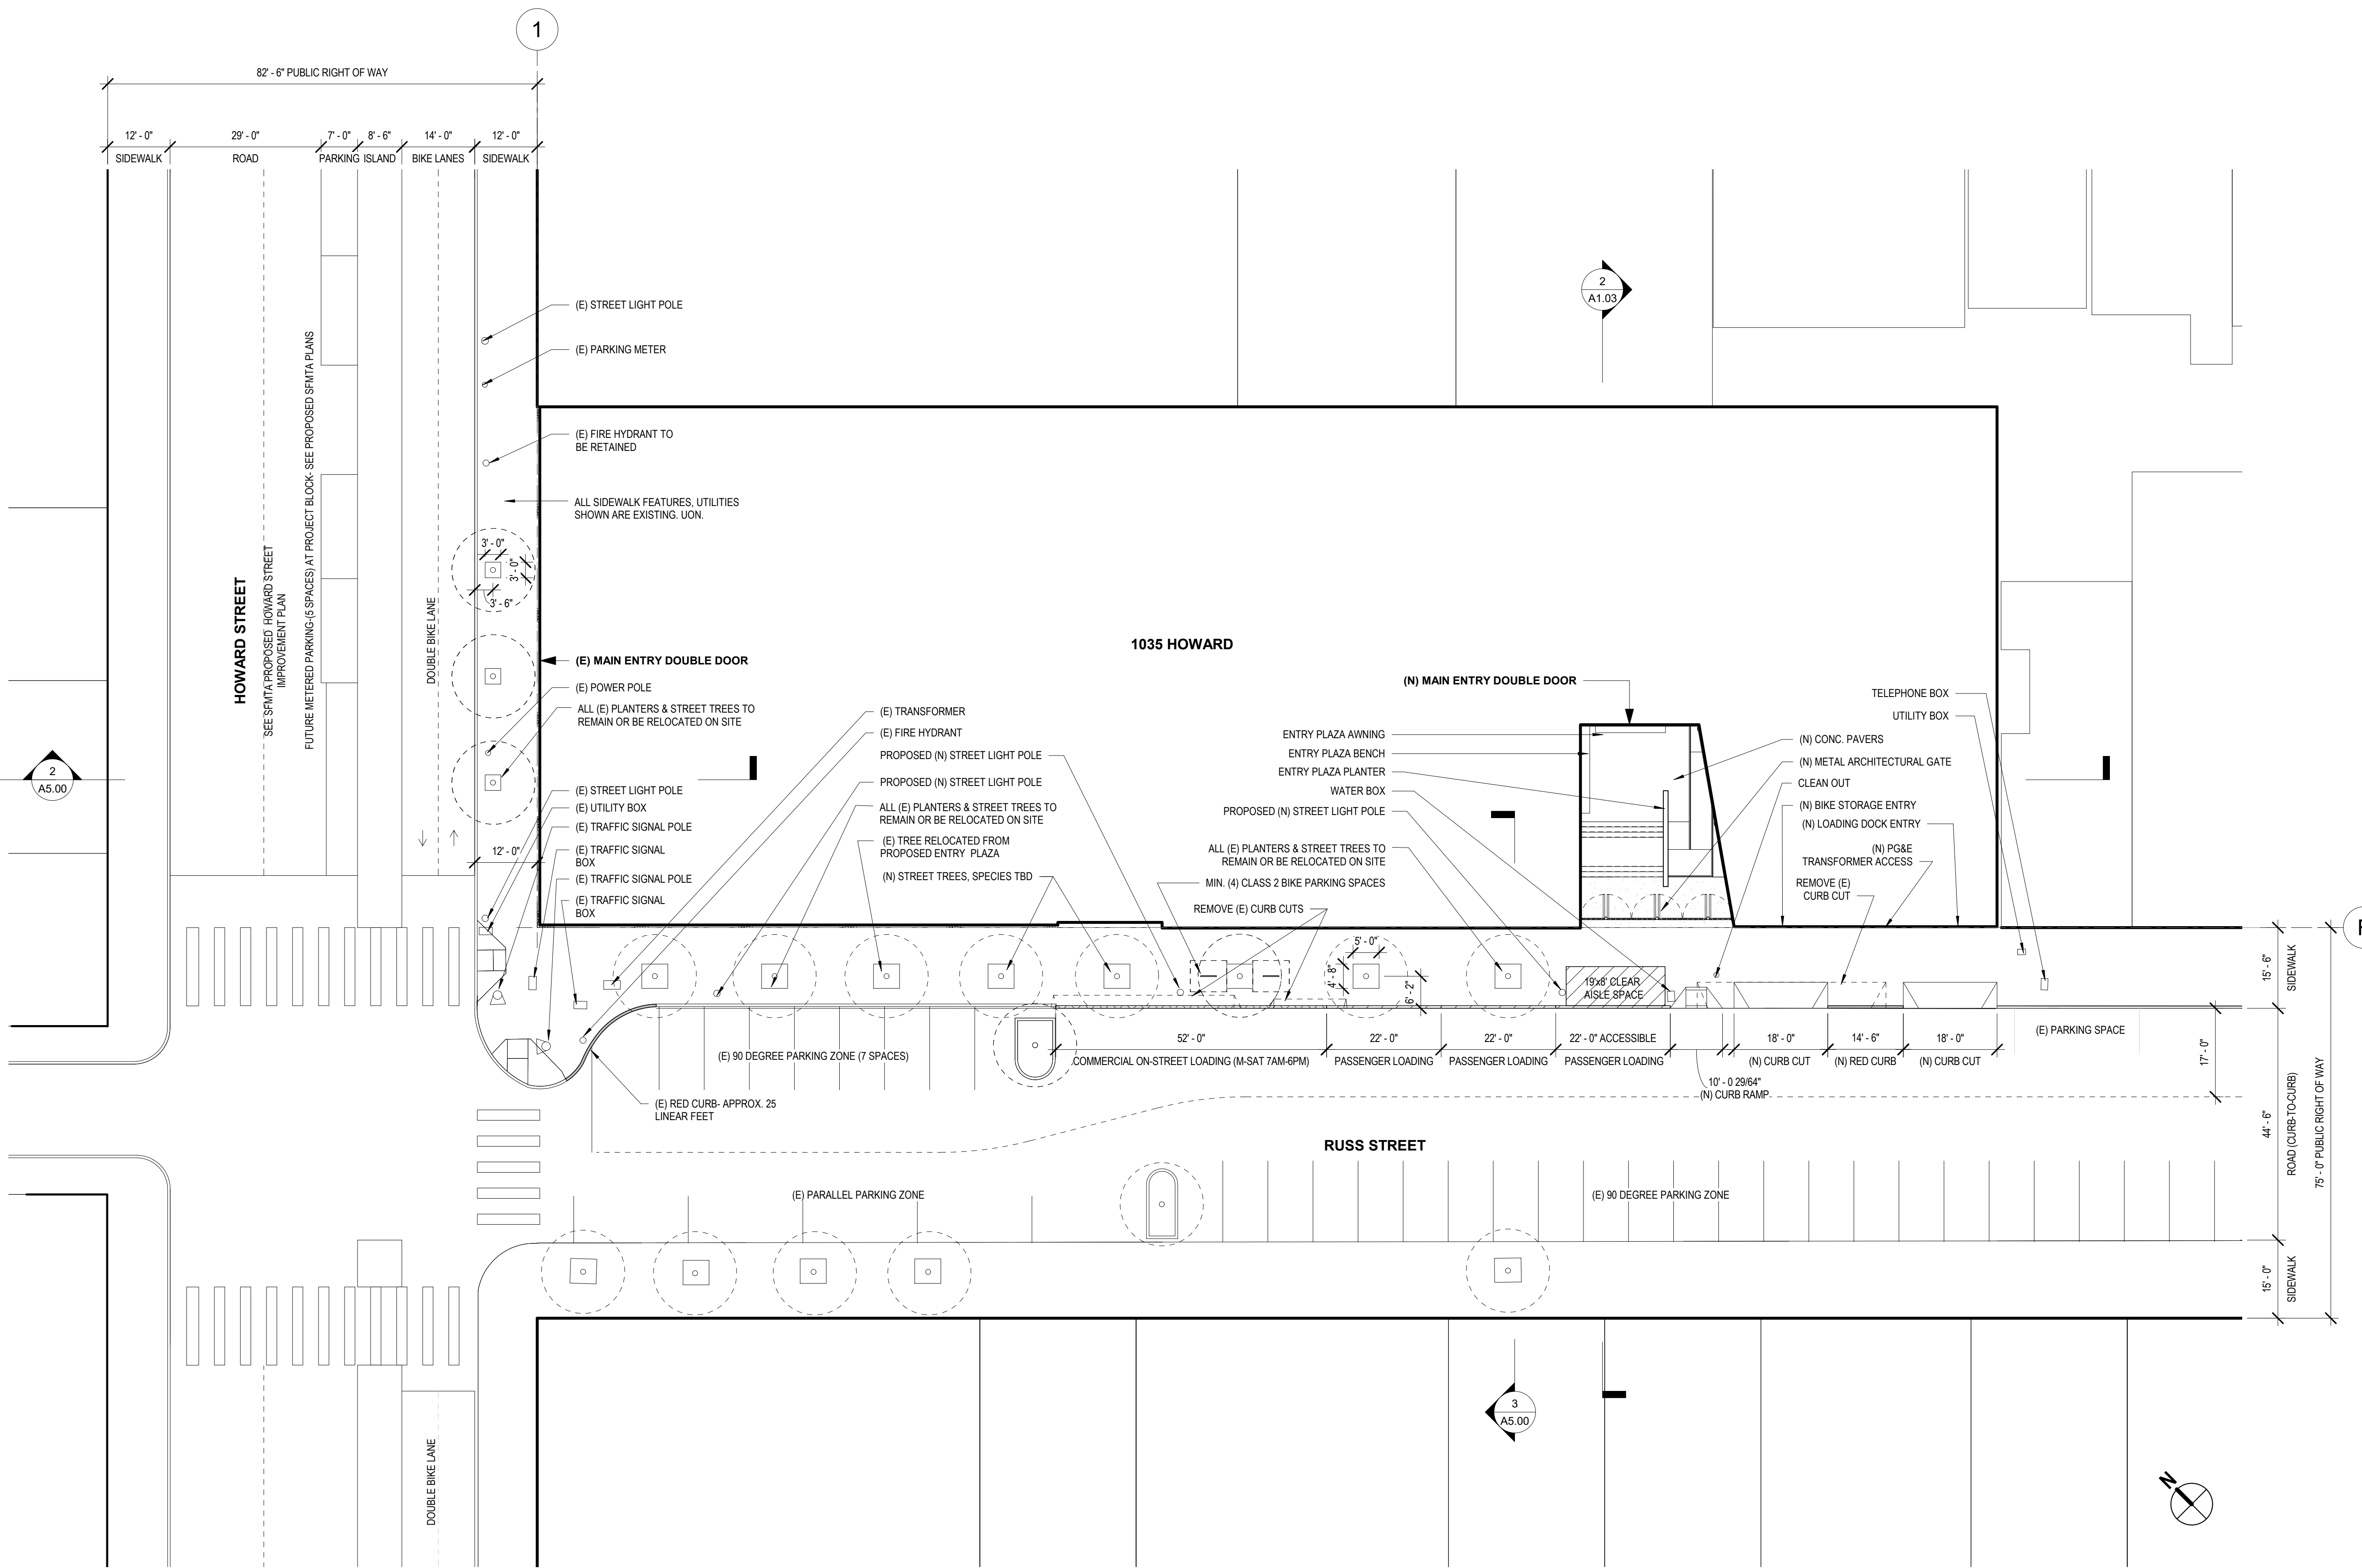 1
82' - 6" PUBLIC RIGHT OF WAY
12' - 0"
29' - 0"
7' - 0"
8' - 6"
14' - 0"
12' - 0"
SIDEWALK
ROAD
PARKING
ISLAND
BIKE LANES
SIDEWALK
(E) STREET LIGHT POLE
(E) PARKING METER
(E) FIRE HYDRANT TO
BE RETAINED
ALL SIDEWALK FEATURES, UTILITIES
SHOWN ARE EXISTING. UON.
2
A1.03
3' - 0"
3' - 0"
3' - 6"
HOWARD STREET
SEE SFMTA PROPOSED HOWARD STREET
IMPROVEMENT PLAN
FUTURE METERED PARKING-(5 SPACES) AT PROJECT BLOCK- SEE PROPOSED SFMTA PLANS
DOUBLE BIKE LANE
1035 HOWARD
(E) MAIN ENTRY DOUBLE DOOR
(E) POWER POLE
ALL (E) PLANTERS & STREET TREES TO
REMAIN OR BE RELOCATED ON SITE
2
A5.00
(E) STREET LIGHT POLE
(E) UTILITY BOX
(E) TRAFFIC SIGNAL POLE
(E) TRAFFIC SIGNAL
BOX
(E) TRAFFIC SIGNAL POLE
(E) TRAFFIC SIGNAL
BOX
12' - 0"
(E) TRANSFORMER
(E) FIRE HYDRANT
PROPOSED (N) STREET LIGHT POLE
PROPOSED (N) STREET LIGHT POLE
ALL (E) PLANTERS & STREET TREES TO
REMAIN OR BE RELOCATED ON SITE
(E) TREE RELOCATED FROM
PROPOSED ENTRY PLAZA
(N) STREET TREES, SPECIES TBD
(N) MAIN ENTRY DOUBLE DOOR
ENTRY PLAZA AWNING
ENTRY PLAZA BENCH
ENTRY PLAZA PLANTER
WATER BOX
PROPOSED (N) STREET LIGHT POLE
ALL (E) PLANTERS & STREET TREES TO
REMAIN OR BE RELOCATED ON SITE
MIN. (4) CLASS 2 BIKE PARKING SPACES
REMOVE (E) CURB CUTS
TELEPHONE BOX
UTILITY BOX
(N) CONC. PAVERS
(N) METAL ARCHITECTURAL GATE
CLEAN OUT
(N) BIKE STORAGE ENTRY
(N) LOADING DOCK ENTRY
(N) PG&E
TRANSFORMER ACCESS
REMOVE (E)
CURB CUT
5' - 0"
4' - 8"
6' - 2"
19'x8' CLEAR
AISLE SPACE
15' - 6"
SIDEWALK
(E) 90 DEGREE PARKING ZONE (7 SPACES)
52' - 0"
COMMERCIAL ON-STREET LOADING (M-SAT 7AM-6PM)
22' - 0"
PASSENGER LOADING
22' - 0"
PASSENGER LOADING
22' - 0" ACCESSIBLE
PASSENGER LOADING
18' - 0"
(N) CURB CUT
14' - 6"
(N) RED CURB
18' - 0"
(N) CURB CUT
(E) PARKING SPACE
17' - 0"
10' - 0 29/64"
(N) CURB RAMP
(E) RED CURB- APPROX. 25
LINEAR FEET
44' - 6"
ROAD (CURB-TO-CURB)
75' - 0" PUBLIC RIGHT OF WAY
RUSS STREET
(E) PARALLEL PARKING ZONE
(E) 90 DEGREE PARKING ZONE
15' - 0"
SIDEWALK
3
A5.00
DOUBLE BIKE LANE
N